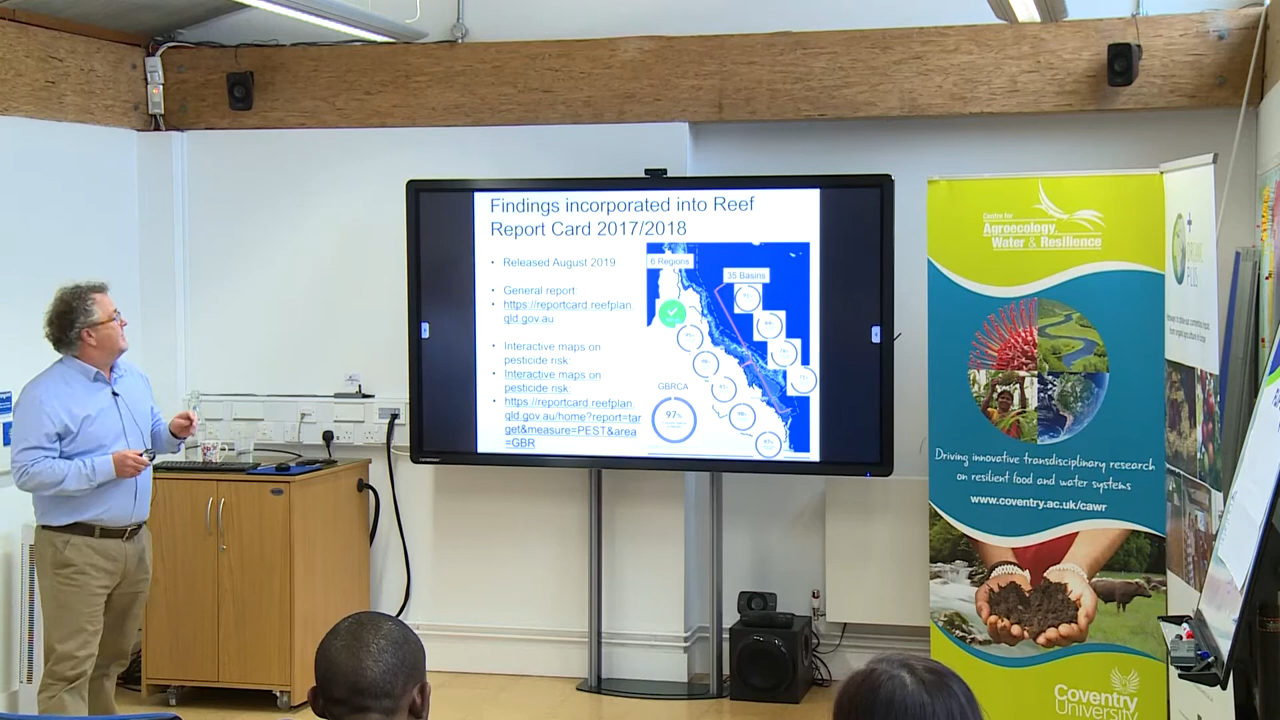 Findings incorporated into Reef
Report Card 2017/2018
• Released August 2019
• General report:
• https://reportcard.reefplan.
qld.gov.au
• Interactive maps on
pesticide risk:
• Interactive maps on
pesticide risk:
• https://reportcard.reefplan.
qld.gov.au/home?report=tar
get&measure=PEST&area
=GBR
6 Regions
35 Basins
GBRCA
97%
Centre for
Agroecology,
Water & Resilience
Driving innovative transdisciplinary research
on resilient food and water systems
www.coventry.ac.uk/cawr
Coventry
University